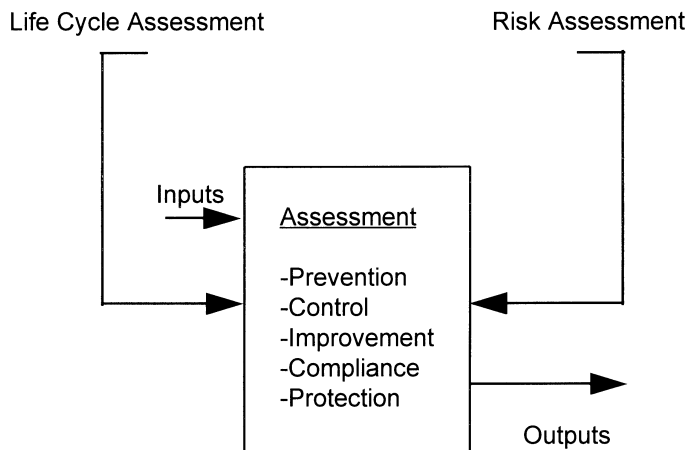 Life Cycle Assessment
Risk Assessment
Inputs
Assessment
-Prevention
-Control
-Improvement
-Compliance
-Protection
Outputs